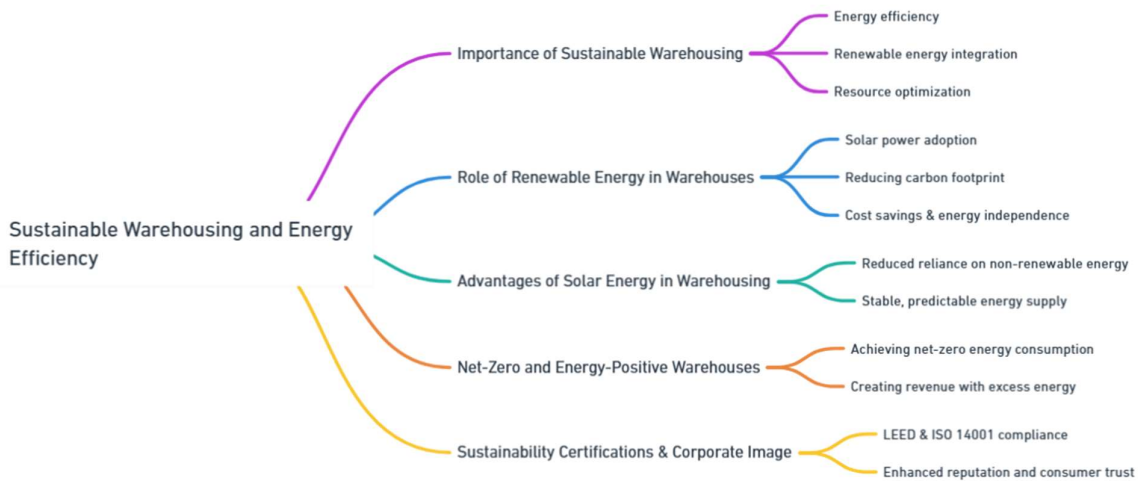 Sustainable Warehousing and Energy
Efficiency
Importance of Sustainable Warehousing
Energy efficiency
Renewable energy integration
Resource optimization
Role of Renewable Energy in Warehouses
Solar power adoption
Reducing carbon footprint
Cost savings & energy independence
Advantages of Solar Energy in Warehousing
Reduced reliance on non-renewable energy
Stable, predictable energy supply
Net-Zero and Energy-Positive Warehouses
Achieving net-zero energy consumption
Creating revenue with excess energy
Sustainability Certifications & Corporate Image
LEED & ISO 14001 compliance
Enhanced reputation and consumer trust